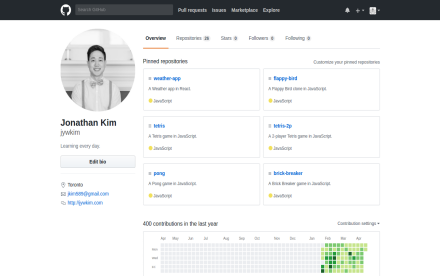 Search GitHub
Pull requests Issues Marketplace Explore
Overview Repositories 26 Stars 0 Followers 0 Following 0
Pinned repositories
Customize your pinned repositories
weather-app
A Weather app in React.
JavaScript
flappy-bird
A Flappy Bird clone in JavaScript.
JavaScript
tetris
A Tetris game in JavaScript.
JavaScript
tetris-2p
A 2-player Tetris game in JavaScript.
JavaScript
pong
A Pong game in JavaScript.
JavaScript
brick-breaker
A Brick Breaker game in JavaScript.
JavaScript
Jonathan Kim
jywkim
Learning every day.
Edit bio
Toronto
http://jywkim.com
400 contributions in the last year
Contribution settings
Apr May Jun Jul Aug Sep Oct Nov Dec Jan Feb Mar Apr
Mon
Wed
Fri